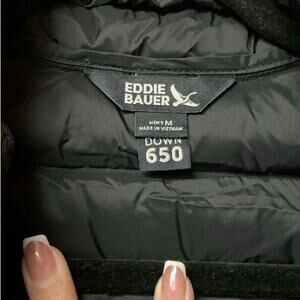 EDDIE
BAUER
MEN'S M
MADE IN VIETNAM
DOWN
650